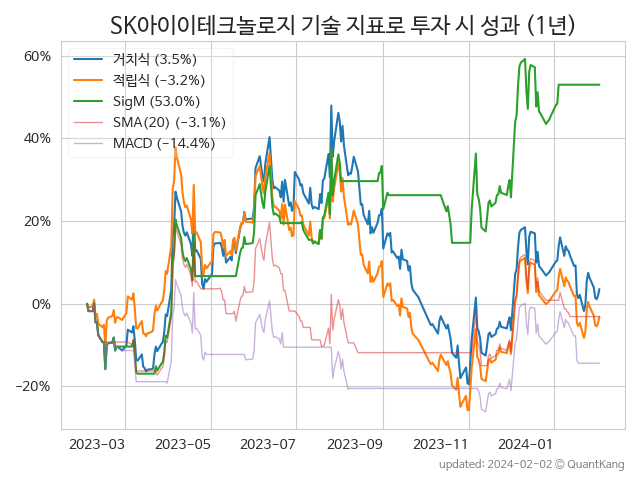 SK아이이테크놀로지 기술 지표로 투자 시 성과 (1년)
거치식 (3.5%)
적립식 (−3.2%)
SigM (53.0%)
SMA(20) (−3.1%)
MACD (−14.4%)
60%
40%
20%
0%
−20%
2023−03
2023−05
2023−07
2023−09
2023−11
2024−01
updated: 2024−02−02 © QuantKang